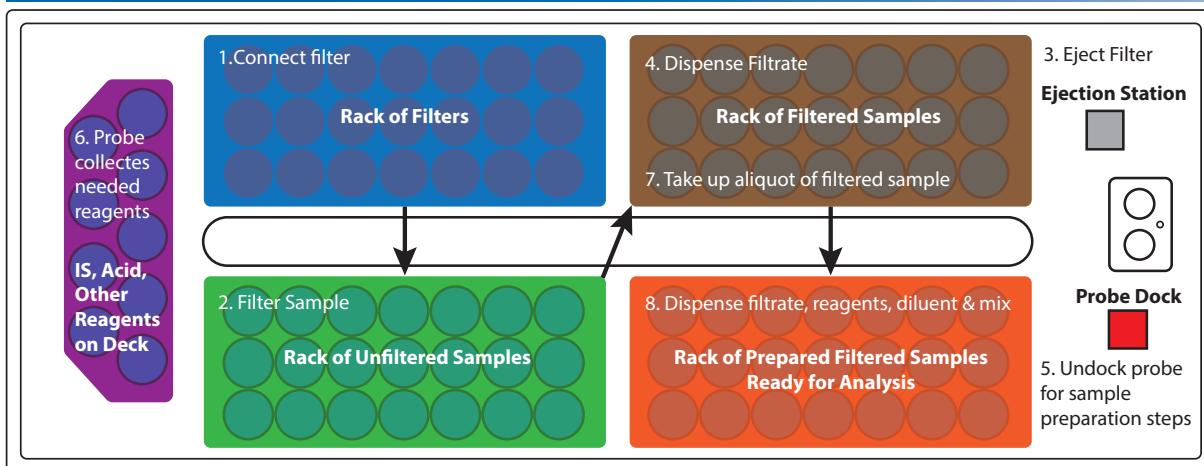 1.Connect filter
Rack of Filters
4. Dispense Filtrate
Rack of Filtered Samples
7. Take up aliquot of filtered sample
3. Eject Filter
Ejection Station
6. Probe
collectes
needed
reagents
IS, Acid,
Other
Reagents
on Deck
2. Filter Sample
Rack of Unfiltered Samples
8. Dispense filtrate, reagents, diluent & mix
Rack of Prepared Filtered Samples
Ready for Analysis
Probe Dock
5. Undock probe
for sample
preparation steps